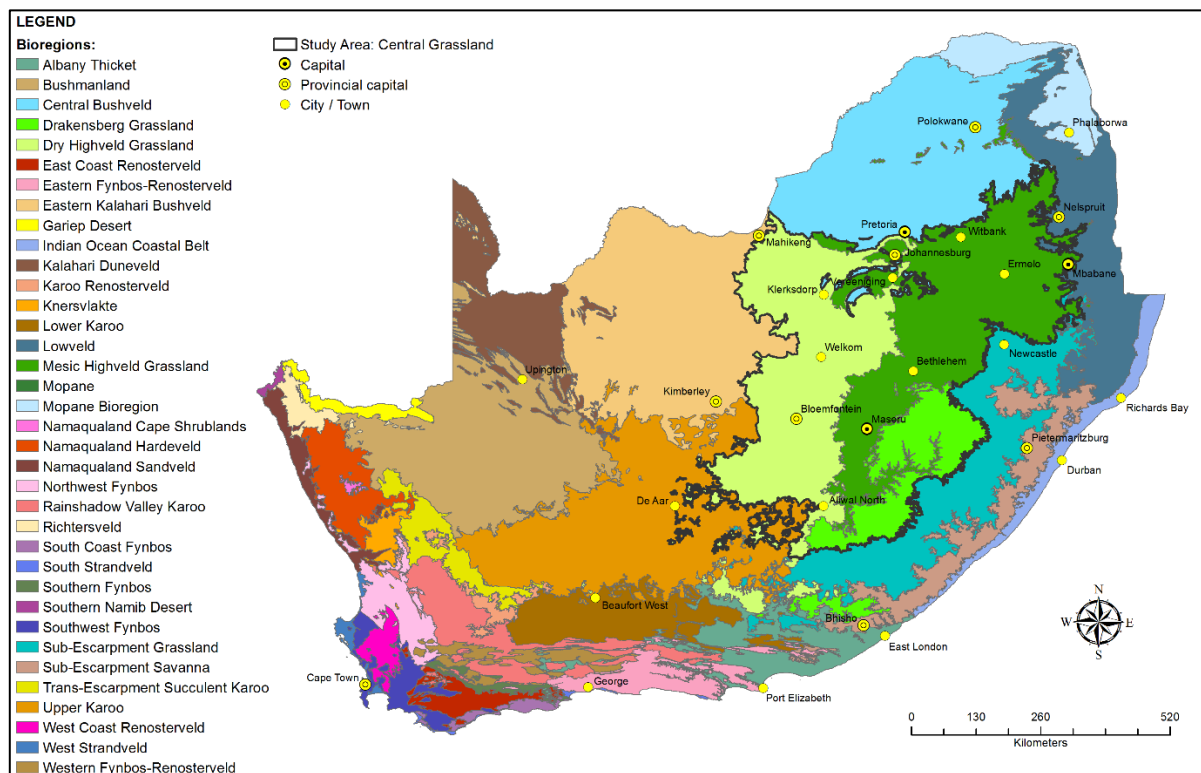 LEGEND
Bioregions:
Albany Thicket
Bushmanland
Central Bushveld
Drakensberg Grassland
Dry Highveld Grassland
East Coast Renosterveld
Eastern Fynbos-Renosterveld
Eastern Kalahari Bushveld
Gariep Desert
Indian Ocean Coastal Belt
Kalahari Duneveld
Karoo Renosterveld
Knersvlakte
Lower Karoo
Lowveld
Mesic Highveld Grassland
Mopane
Mopane Bioregion
Namaqualand Cape Shrublands
Namaqualand Hardeveld
Namaqualand Sandveld
Northwest Fynbos
Rainshadow Valley Karoo
Richtersveld
South Coast Fynbos
South Strandveld
Southern Fynbos
Southern Namib Desert
Southwest Fynbos
Sub-Escarpment Grassland
Sub-Escarpment Savanna
Trans-Escarpment Succulent Karoo
Upper Karoo
West Coast Renosterveld
West Strandveld
Western Fynbos-Renosterveld
Study Area: Central Grassland
Capital
Provincial capital
City / Town
Polokwane
Phalaborwa
Nelspruit
Pretoria
Witbank
Mahikeng
Johannesburg
Ermelo
Mbabane
Vereeniging
Klerksdorp
Newcastle
Welkom
Bethlehem
Upington
Kimberley
Richards Bay
Bloemfontein
Maseru
Pietermaritzburg
Durban
De Aar
Aliwal North
Beaufort West
Bhisho
East London
Cape Town
George
Port Elizabeth
N
W E
S
0 130 260 520
Kilometers